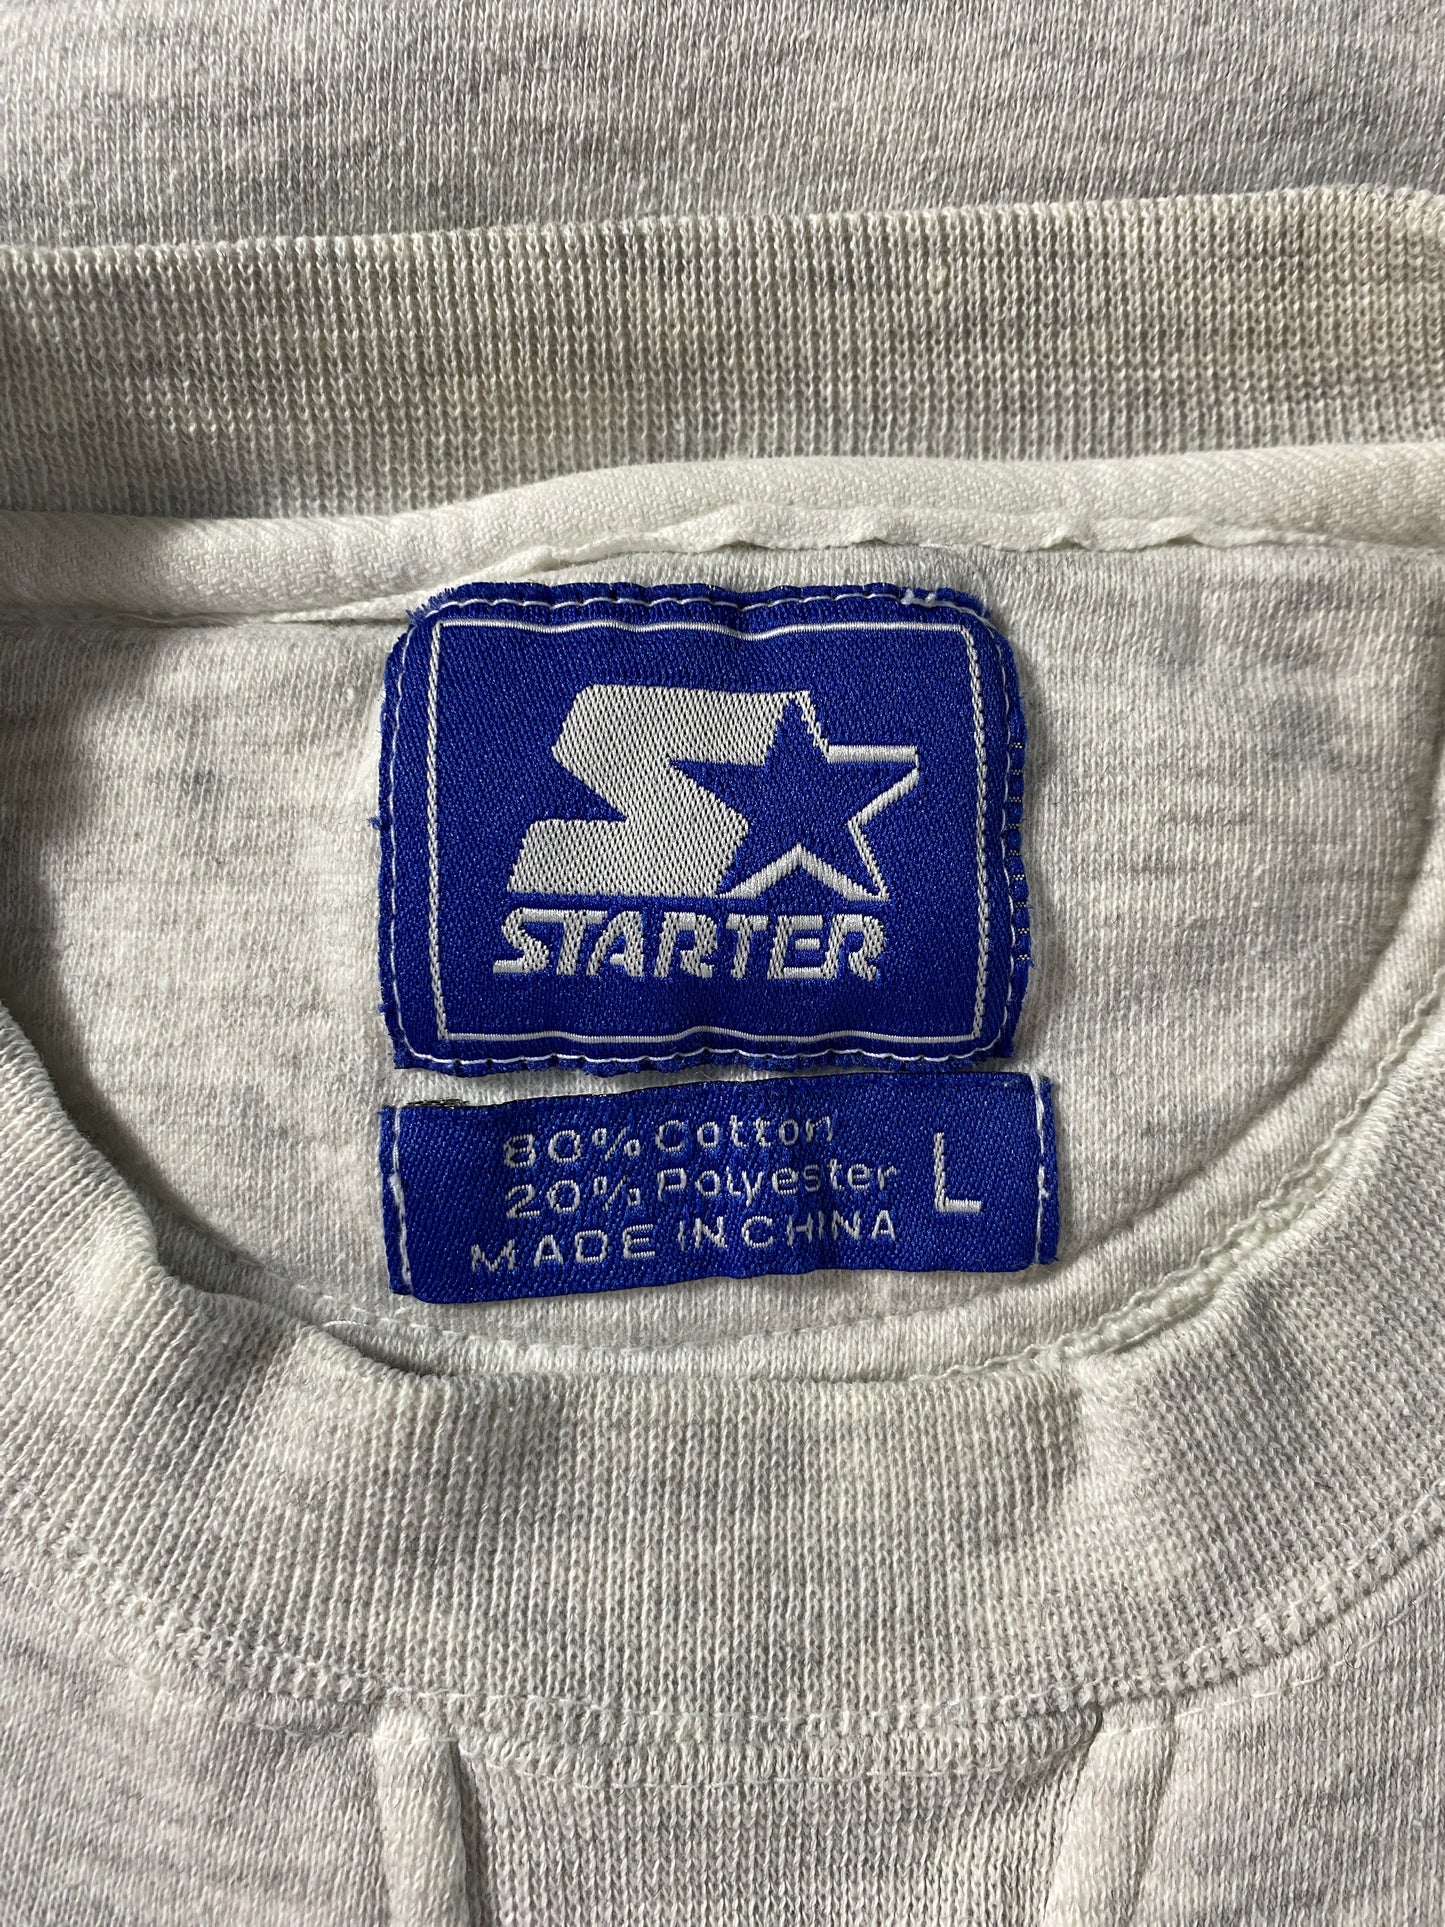 STARTER
80% Cotton
20% Polyester
MADE IN CHINA
L